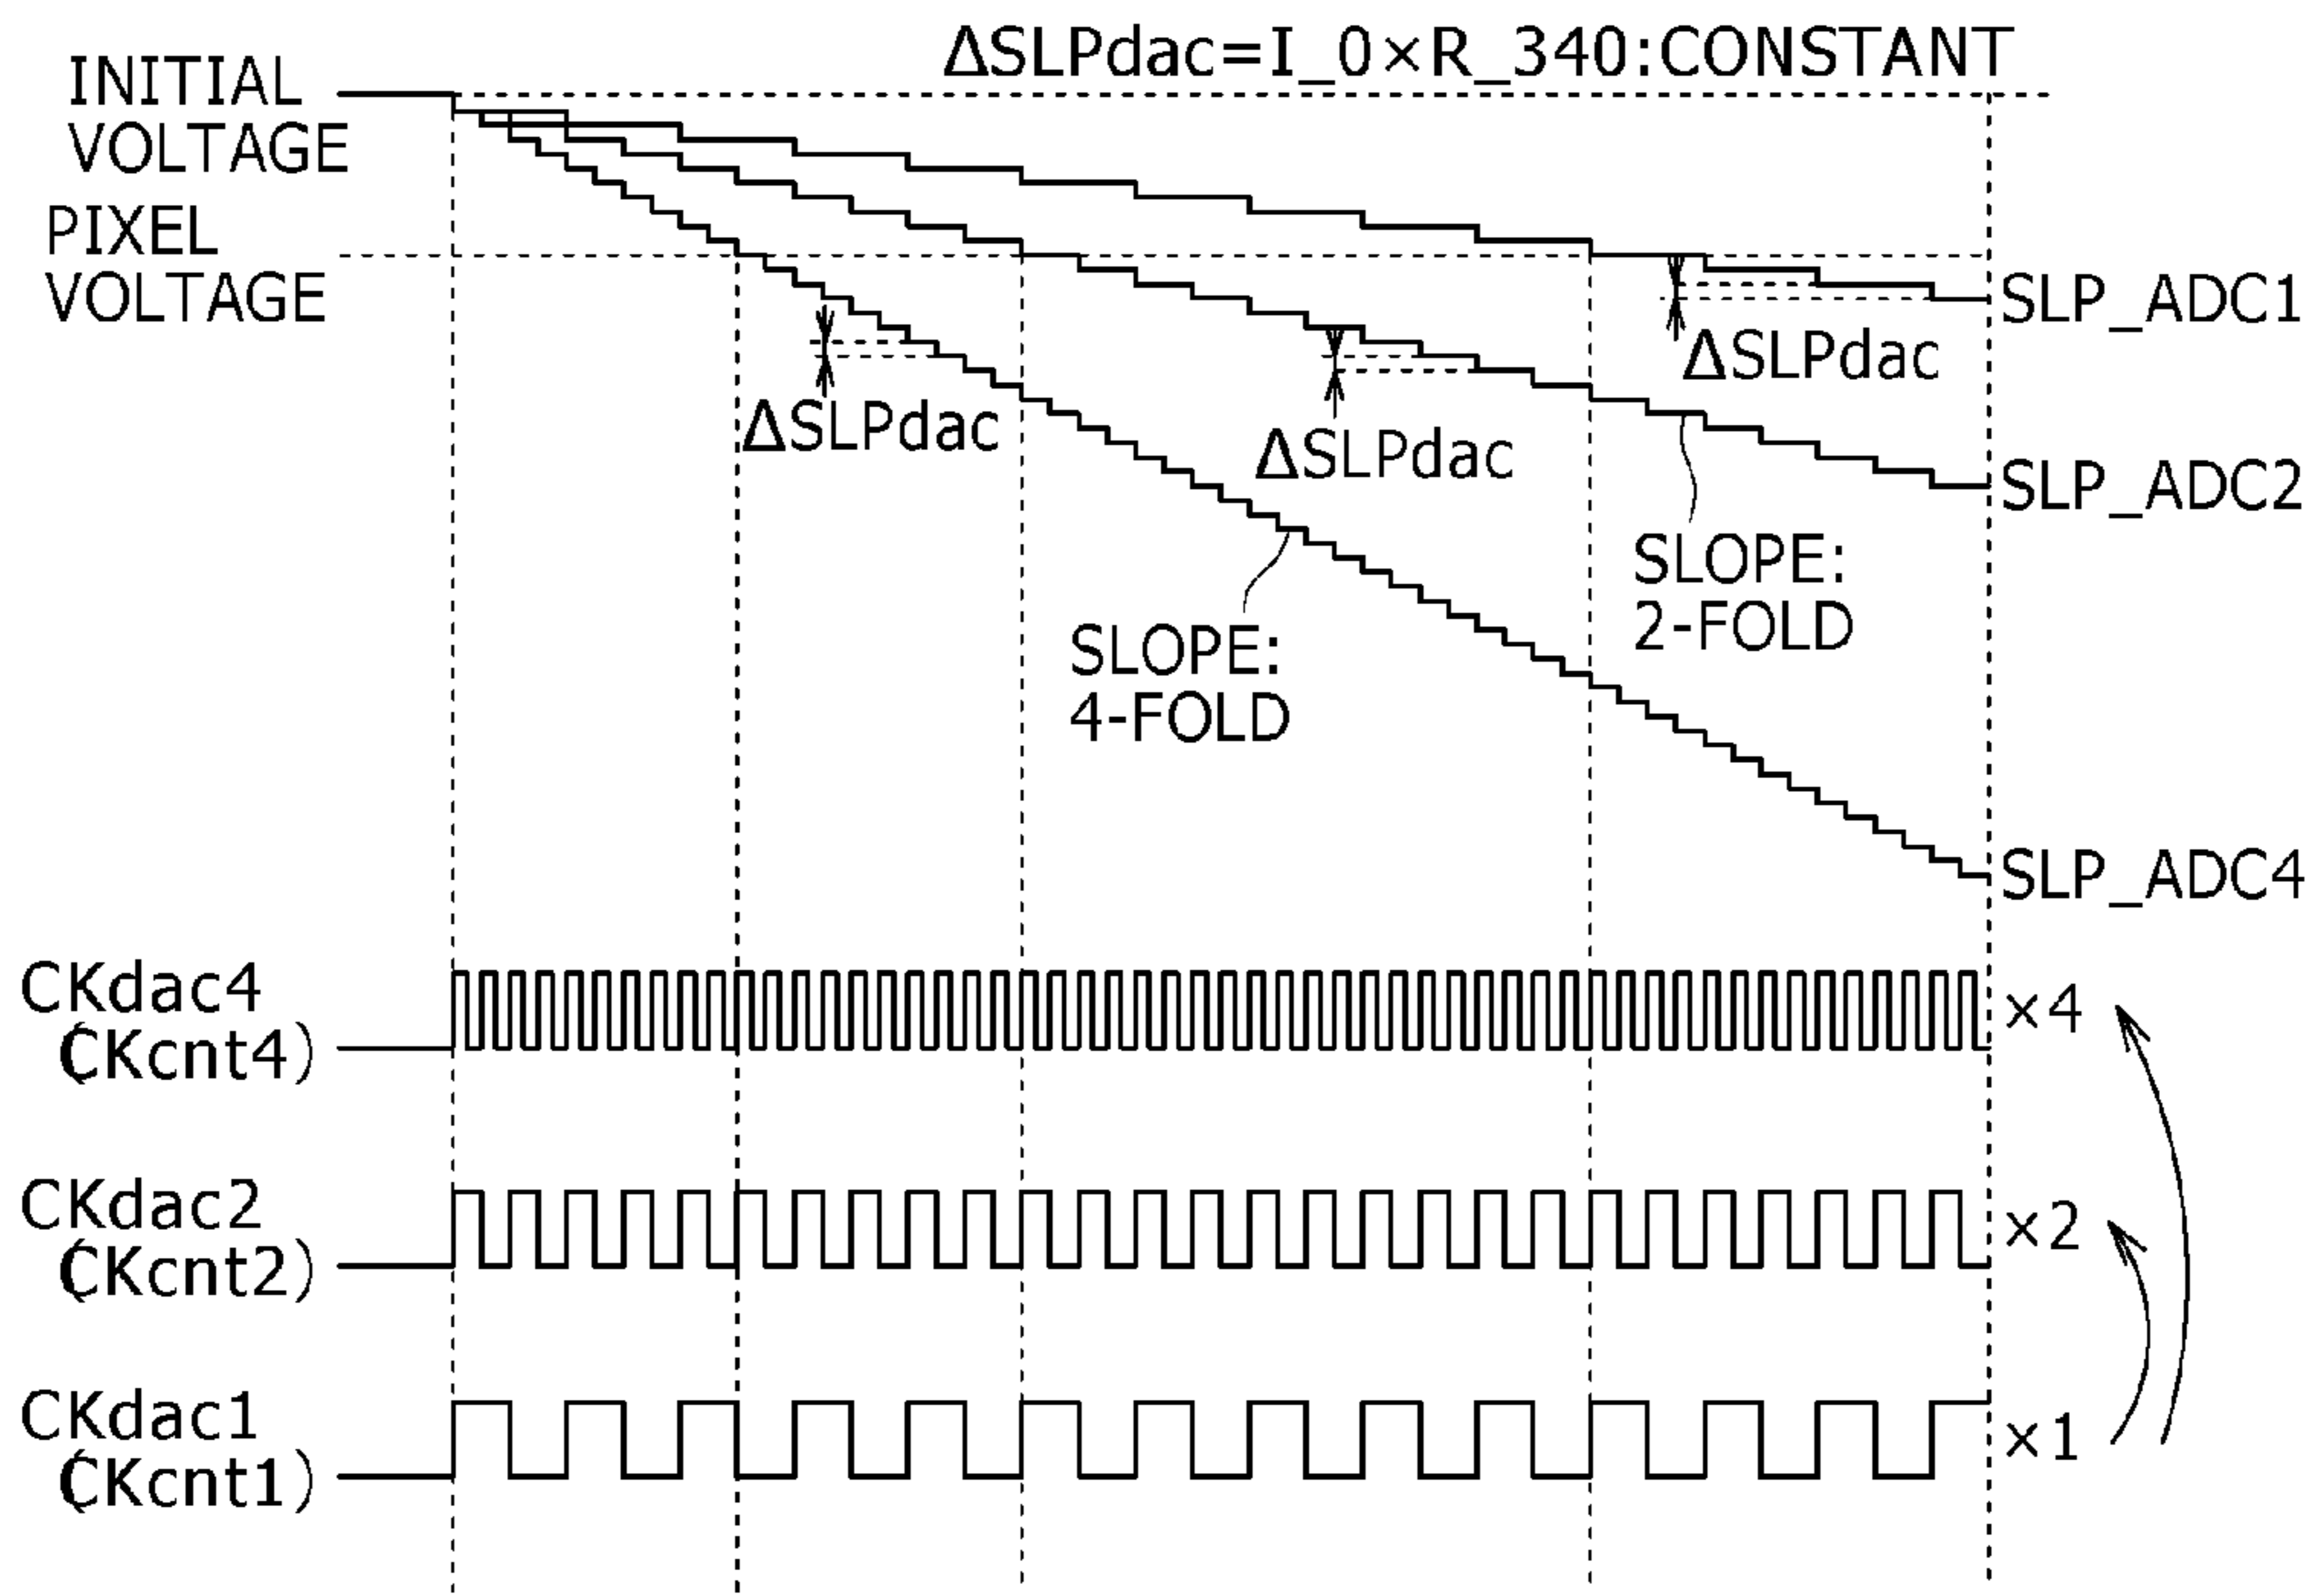 ΔSLPdac=I_0×R_340:CONSTANT
INITIAL
VOLTAGE
PIXEL
VOLTAGE
SLP_ADC1
ΔSLPdac
ΔSLPdac
ΔSLPdac
SLP_ADC2
SLOPE:
2-FOLD
SLOPE:
4-FOLD
SLP_ADC4
CKdac4
(CKcnt4)
×4
CKdac2
(CKcnt2)
×2
CKdac1
(CKcnt1)
×1